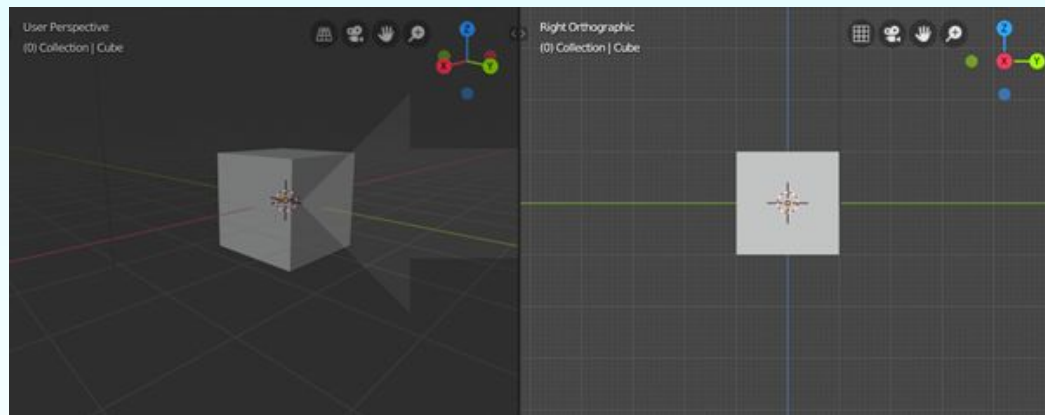 User Perspective
(0) Collection | Cube
Z
X
Y
Right Orthographic
(0) Collection | Cube
Z
X
Y